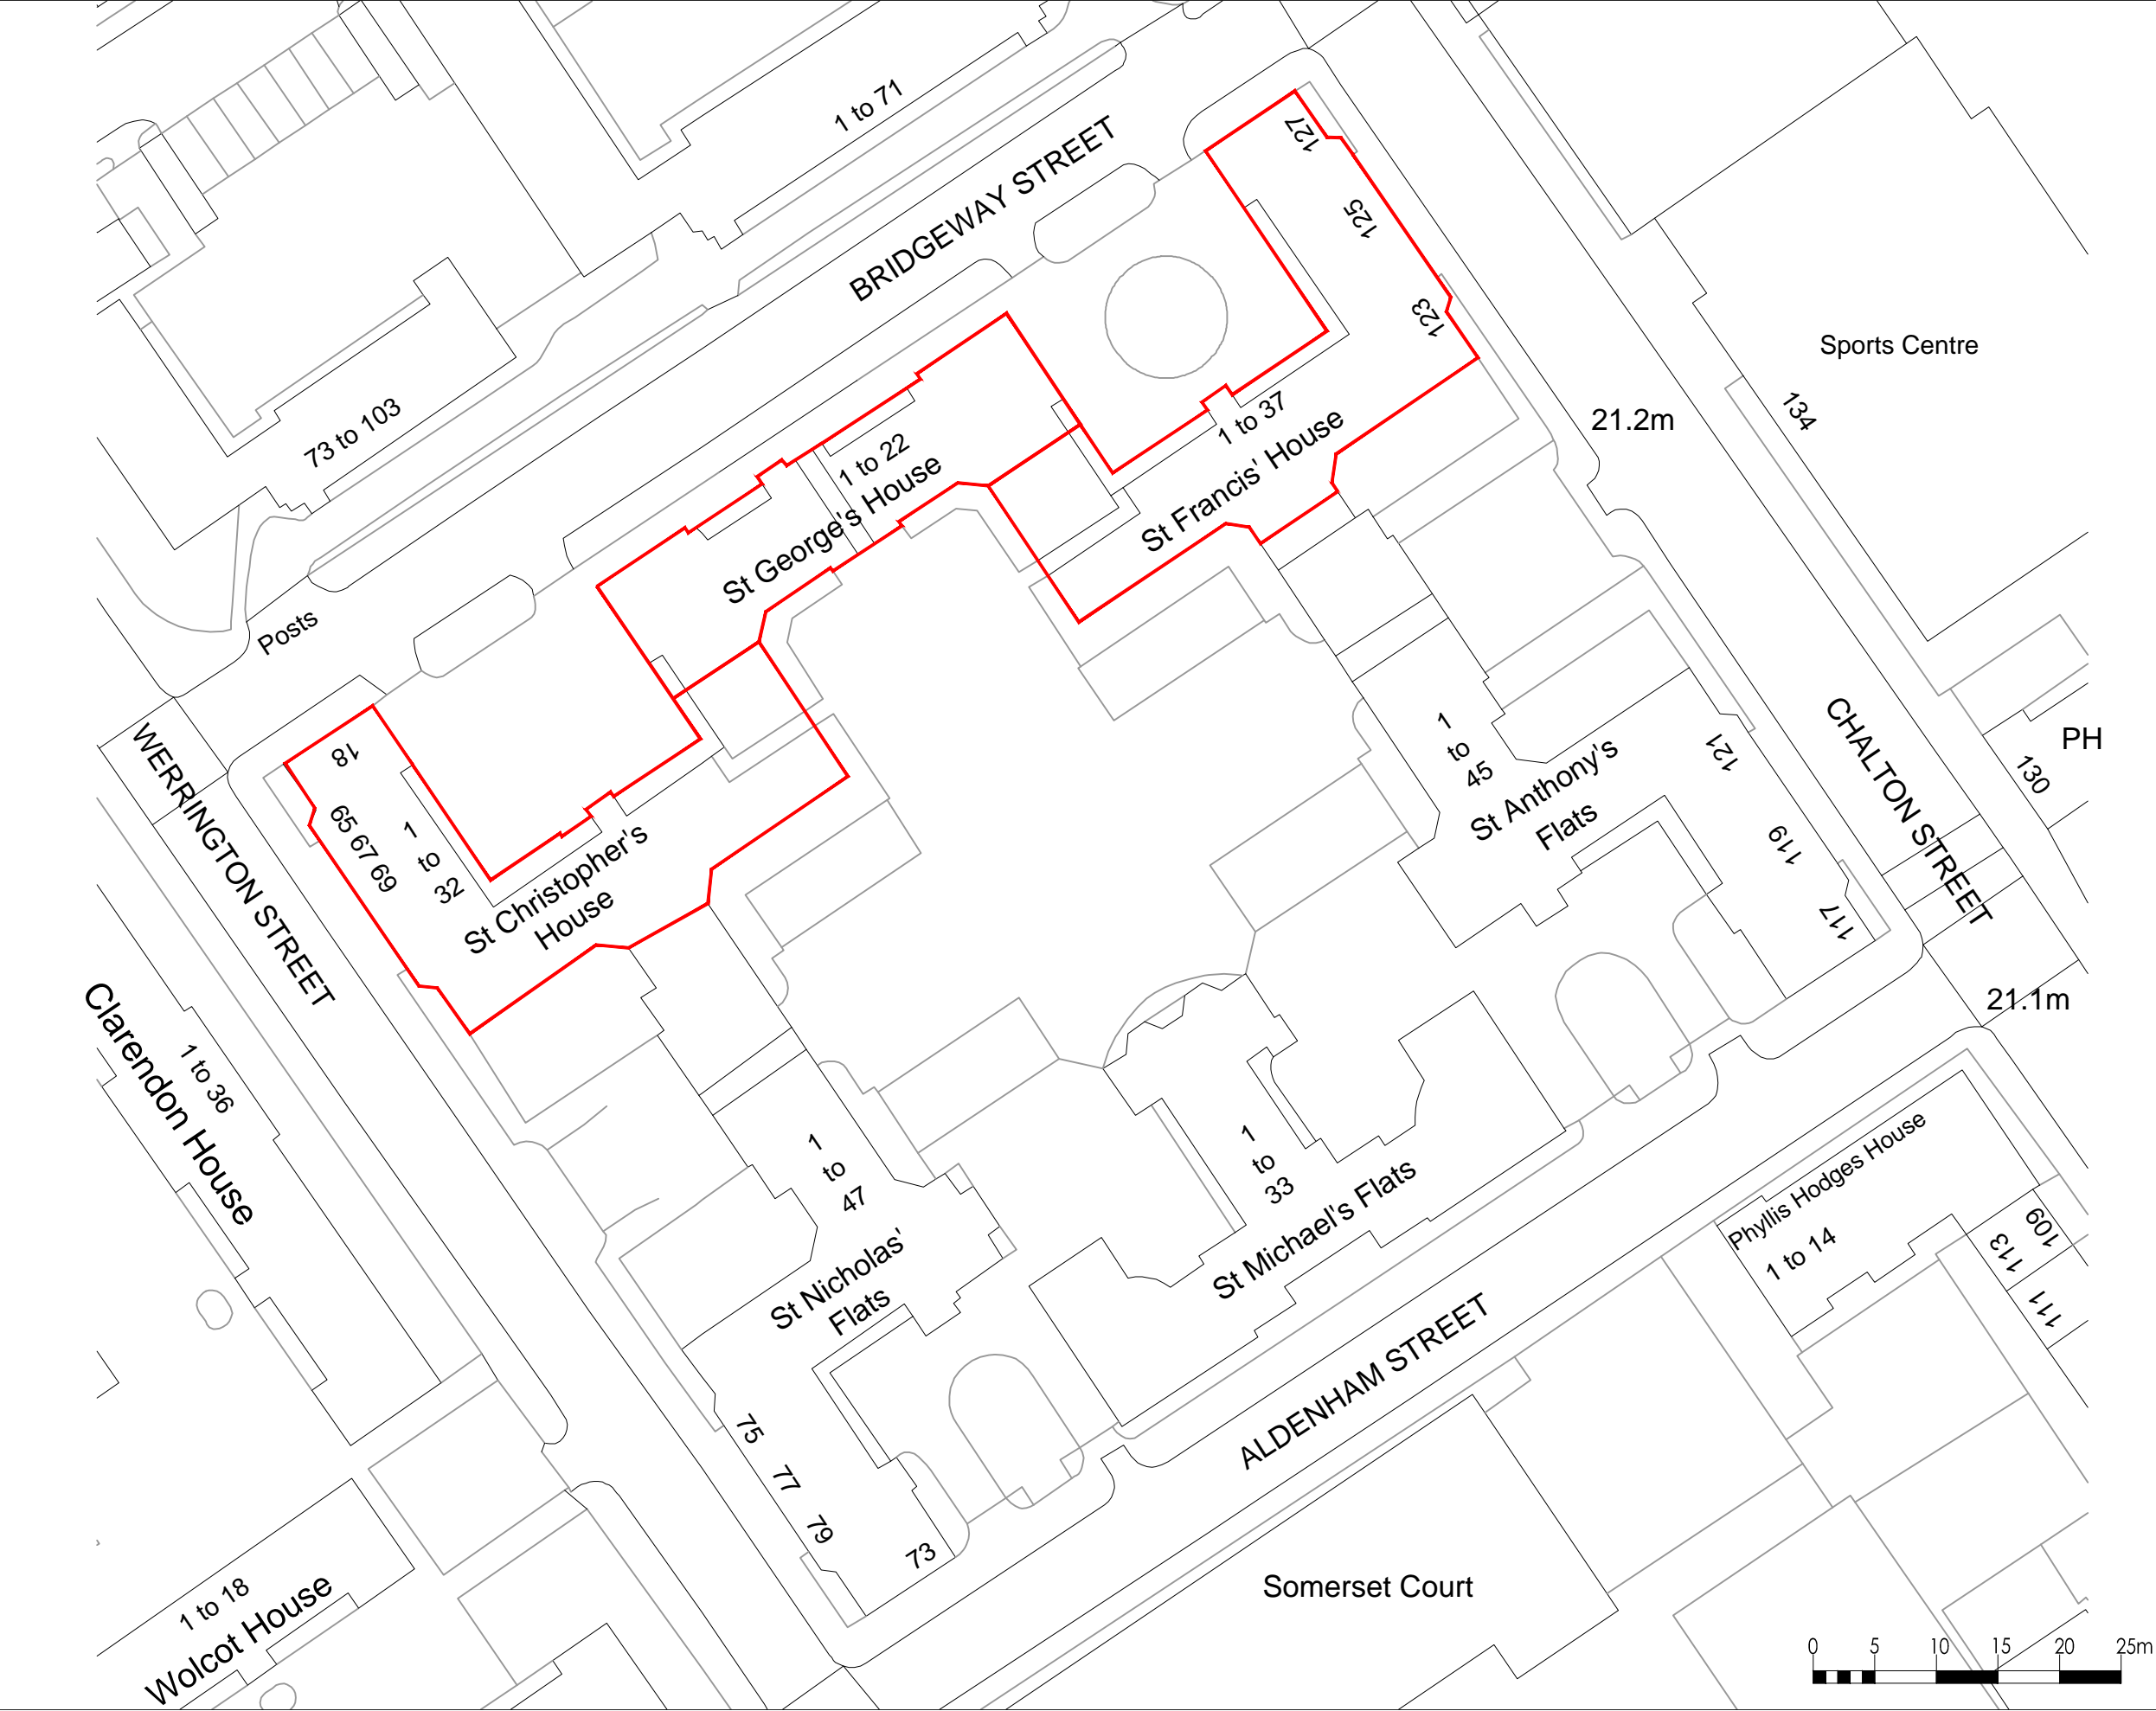 1 to 71
BRIDGEWAY STREET
127
125
123
Sports Centre
134
21.2m
73 to 103
1 to 22
St George's House
1 to 37
St Francis' House
Posts
WERRINGTON STREET
18
65 67 69
1
to
32
St Christopher's
House
1
to
45
St Anthony's
Flats
121
119
117
CHALTON STREET
PH
130
21.1m
Clarendon House
1 to 36
1
to
47
St Nicholas'
Flats
1
to
33
St Michael's Flats
75
77
79
73
ALDENHAM STREET
Phyllis Hodges House
1 to 14
109
113
111
Somerset Court
1 to 18
Wolcot House
0 5 10 15 20 25m